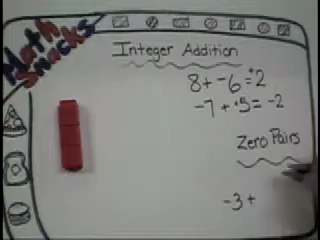 Math Snacks
Integer Addition
8 + -6 = +2
-7 + +5 = -2
Zero Pairs
-3 +